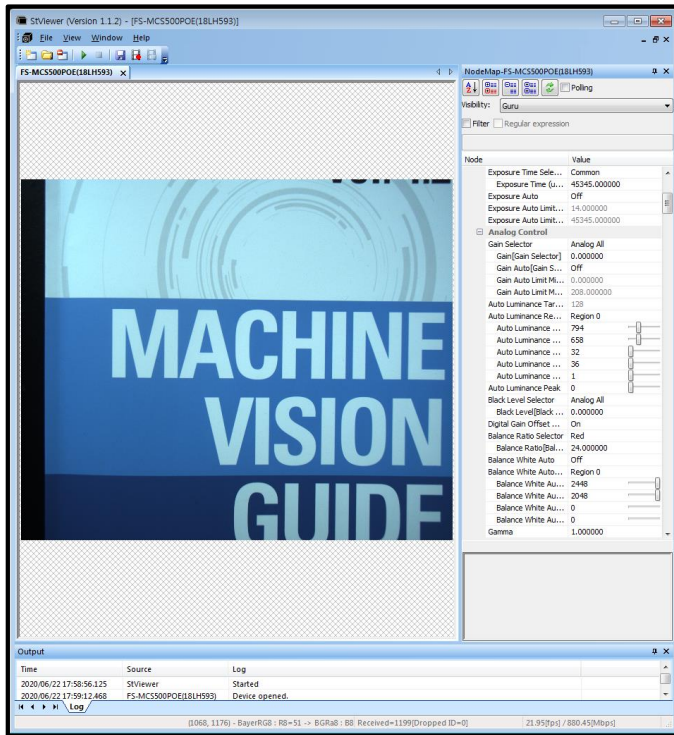 StViewer (Version 1.1.2) - [FS-MCS500POE(18LH593)]
File View Window Help
FS-MCS500POE(18LH593)
MACHINE
VISION
GUIDE
NodeMap-FS-MCS500POE(18LH593)
Polling
Visibility: Guru
Filter Regular expression
Node Value
Exposure Time Sele... Common
Exposure Time (u... 45345.000000
Exposure Auto Off
Exposure Auto Limit... 14.000000
Exposure Auto Limit... 45345.000000
Analog Control
Gain Selector Analog All
Gain[Gain Selector] 0.000000
Gain Auto[Gain S... Off
Gain Auto Limit Mi... 0.000000
Gain Auto Limit M... 208.000000
Auto Luminance Tar... 128
Auto Luminance Re... Region 0
Auto Luminance ... 794
Auto Luminance ... 658
Auto Luminance ... 32
Auto Luminance ... 36
Auto Luminance ... 1
Auto Luminance Peak 0
Black Level Selector Analog All
Black Level[Black ... 0.000000
Digital Gain Offset ... On
Balance Ratio Selector Red
Balance Ratio[Bal... 24.000000
Balance White Auto Off
Balance White Auto... Region 0
Balance White Au... 2448
Balance White Au... 2048
Balance White Au... 0
Balance White Au... 0
Gamma 1.000000
Output
Time Source Log
2020/06/22 17:58:56.125 StViewer Started
2020/06/22 17:59:12.468 FS-MCS500POE(18LH593) Device opened.
Log
(1068, 1176) - BayerRG8 : R8=51 -> BGRa8 : B8 Received=1199[Dropped ID=0] 21.95[fps] / 880.45[Mbps]